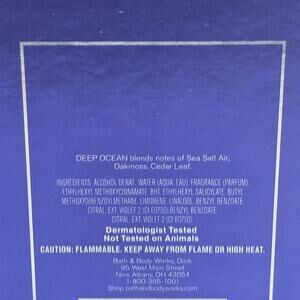 DEEP OCEAN blends notes of Sea Salt Air,
Oakmoss, Cedar Leaf.
INGREDIENTS: ALCOHOL DENAT., WATER (AQUA, EAU), FRAGRANCE (PARFUM),
ETHYLHEXYL METHOXYCINNAMATE, BHT, ETHYLHEXYL SALICYLATE, BUTYL
METHOXYDIBENZOYLMETHANE, LIMONENE, LINALOOL, BENZYL BENZOATE,
CITRAL, EXT. VIOLET 2 (CI 60730), BENZYL BENZOATE,
CITRAL, EXT. VIOLET 2 (CI 60730).
Dermatologist Tested
Not Tested on Animals
CAUTION: FLAMMABLE. KEEP AWAY FROM FLAME OR HIGH HEAT.
Bath & Body Works, Distr.
95 West Main Street
New Albany, OH 43054
1-800-395-1001
Shop bathandbodyworks.com